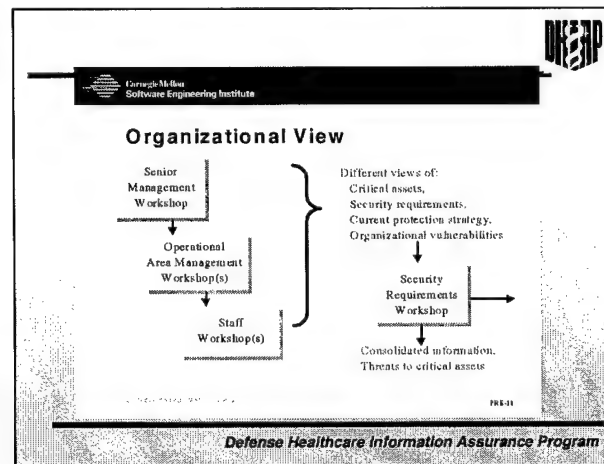 DHIAP
Carnegie Mellon
Software Engineering Institute
Organizational View
Senior
Management
Workshop
Operational
Area Management
Workshop(s)
Staff
Workshop(s)
Different views of:
Critical assets,
Security requirements,
Current protection strategy,
Organizational vulnerabilities
Security
Requirements
Workshop
Consolidated information,
Threats to critical assets
Defense Healthcare Information Assurance Program